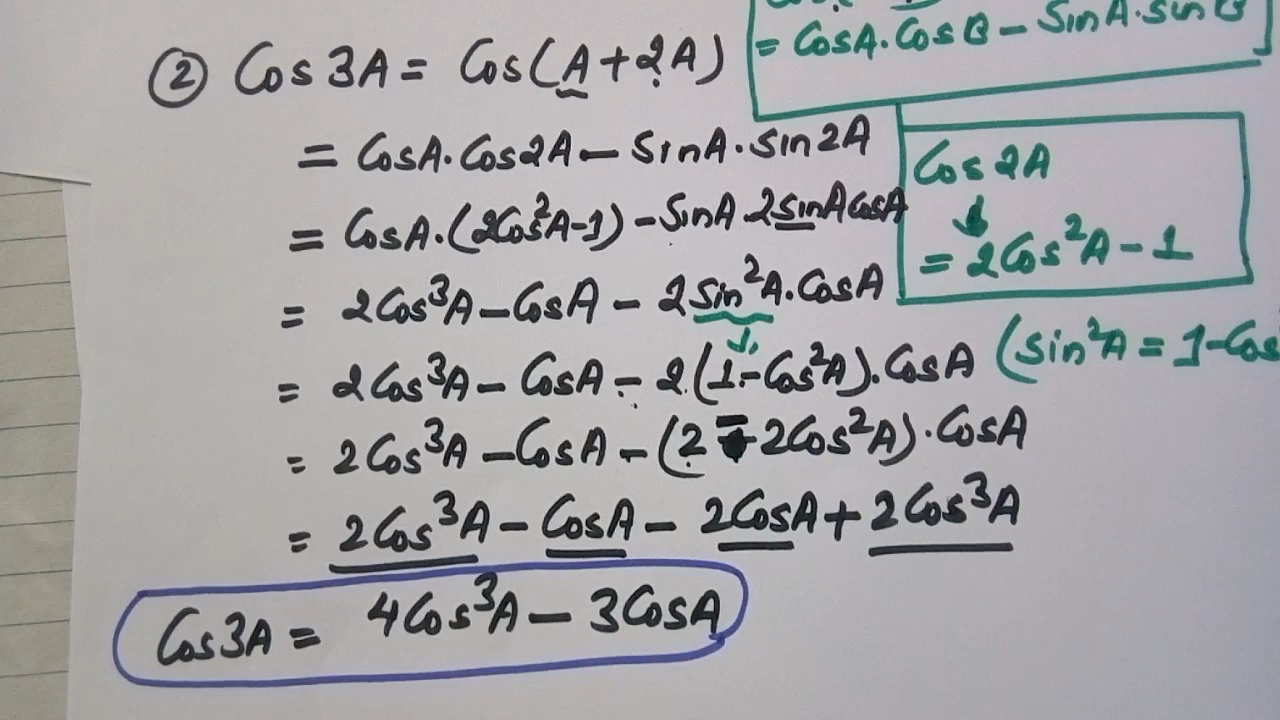 = CosA.CosB - SinA.sinB
② Cos3A = Cos(A+2A)
= CosA.Cos2A - SinA.sin2A
Cos2A
= CosA.(2Cos²A-1) - SinA.2sinAcosA
= 2Cos²A - 1
= 2Cos³A - CosA - 2sin²A.CosA
= 2Cos³A - CosA - 2.(1-Cos²A).CosA (sin²A = 1-Cos
= 2Cos³A - CosA - (2 - 2Cos²A).CosA
= 2Cos³A - CosA - 2CosA + 2Cos³A
Cos3A = 4Cos³A - 3CosA